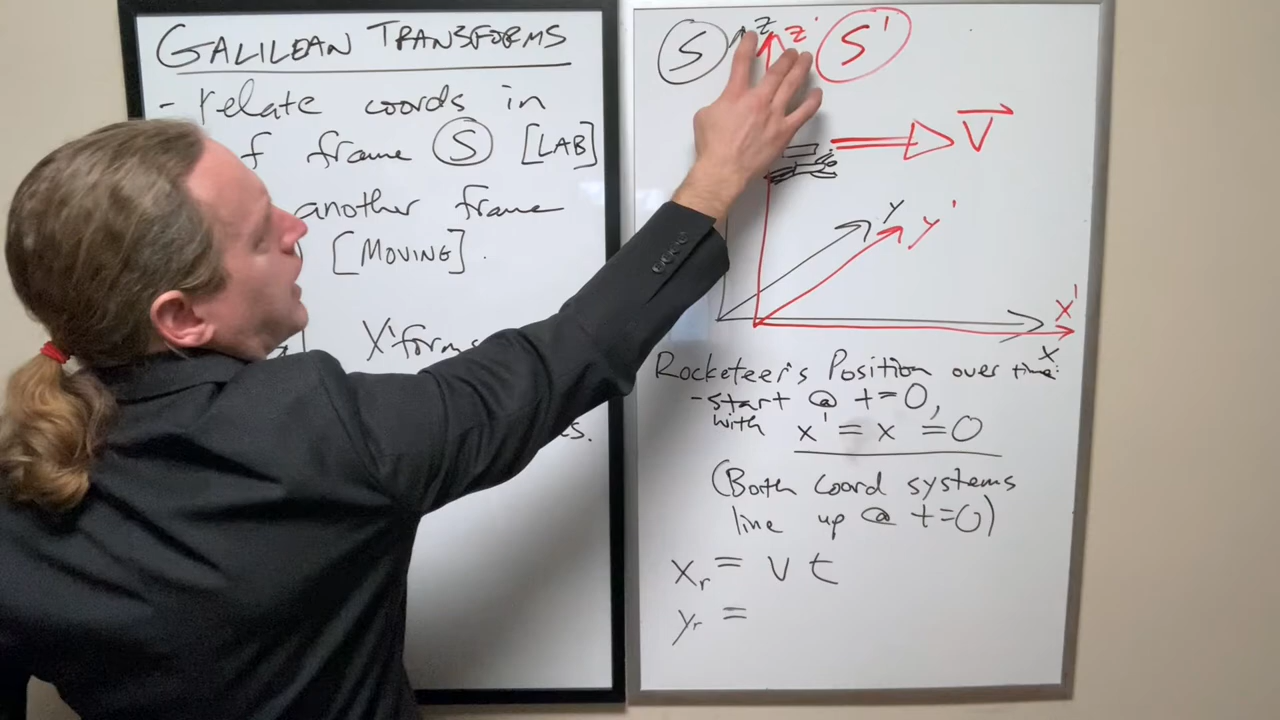 GALILEAN TRANSFORMS
- relate coords in
f frame S [LAB]
another frame
[MOVING].
X'forms
s.
S z z' S'
V
y y'
x'
x
Rocketeer's Position over time:
- start @ t=0,
with x' = x = 0
(Both coord systems
line up @ t=0)
xr = v t
yr =